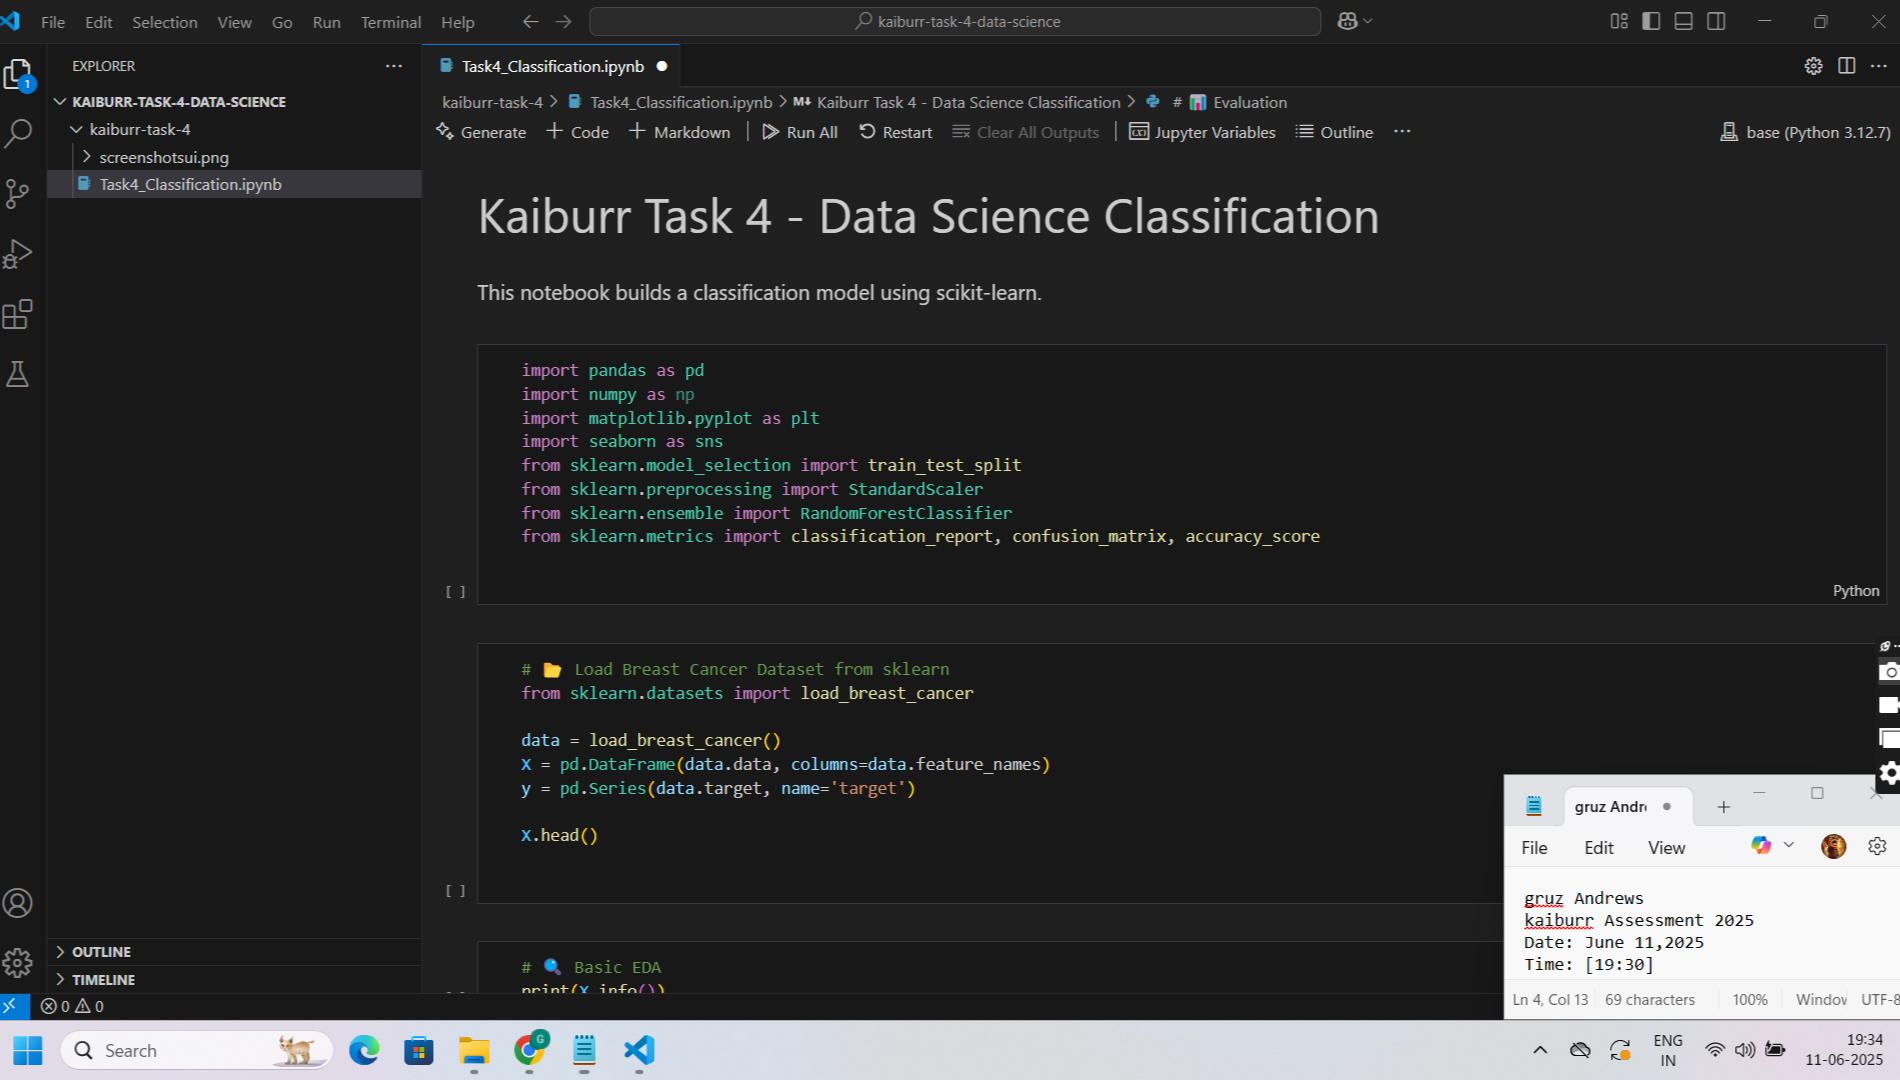 File Edit Selection View Go Run Terminal Help
kaiburr-task-4-data-science
EXPLORER
1
KAIBURR-TASK-4-DATA-SCIENCE
kaiburr-task-4
screenshotsui.png
Task4_Classification.ipynb
OUTLINE
TIMELINE
Task4_Classification.ipynb
kaiburr-task-4 > Task4_Classification.ipynb > M↓ Kaiburr Task 4 - Data Science Classification > # 📊 Evaluation
Generate + Code + Markdown | Run All Restart Clear All Outputs | Jupyter Variables Outline ···
base (Python 3.12.7)
Kaiburr Task 4 - Data Science Classification
This notebook builds a classification model using scikit-learn.
import pandas as pd
import numpy as np
import matplotlib.pyplot as plt
import seaborn as sns
from sklearn.model_selection import train_test_split
from sklearn.preprocessing import StandardScaler
from sklearn.ensemble import RandomForestClassifier
from sklearn.metrics import classification_report, confusion_matrix, accuracy_score
[ ]
Python
# 📂 Load Breast Cancer Dataset from sklearn
from sklearn.datasets import load_breast_cancer
data = load_breast_cancer()
X = pd.DataFrame(data.data, columns=data.feature_names)
y = pd.Series(data.target, name='target')
X.head()
[ ]
# 🔍 Basic EDA
print(X.info())
gruz Andr
File Edit View
gruz Andrews
kaiburr Assessment 2025
Date: June 11,2025
Time: [19:30]
Ln 4, Col 13 69 characters 100% Window UTF-8
0 0
Search
G
ENG
IN
19:34
11-06-2025